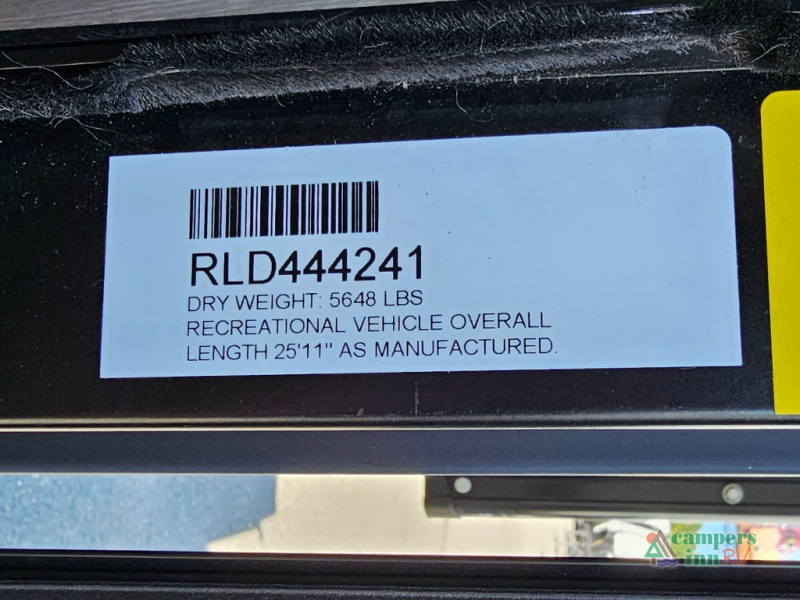 RLD444241
DRY WEIGHT: 5648 LBS
RECREATIONAL VEHICLE OVERALL
LENGTH 25'11" AS MANUFACTURED.
campers
inn RV